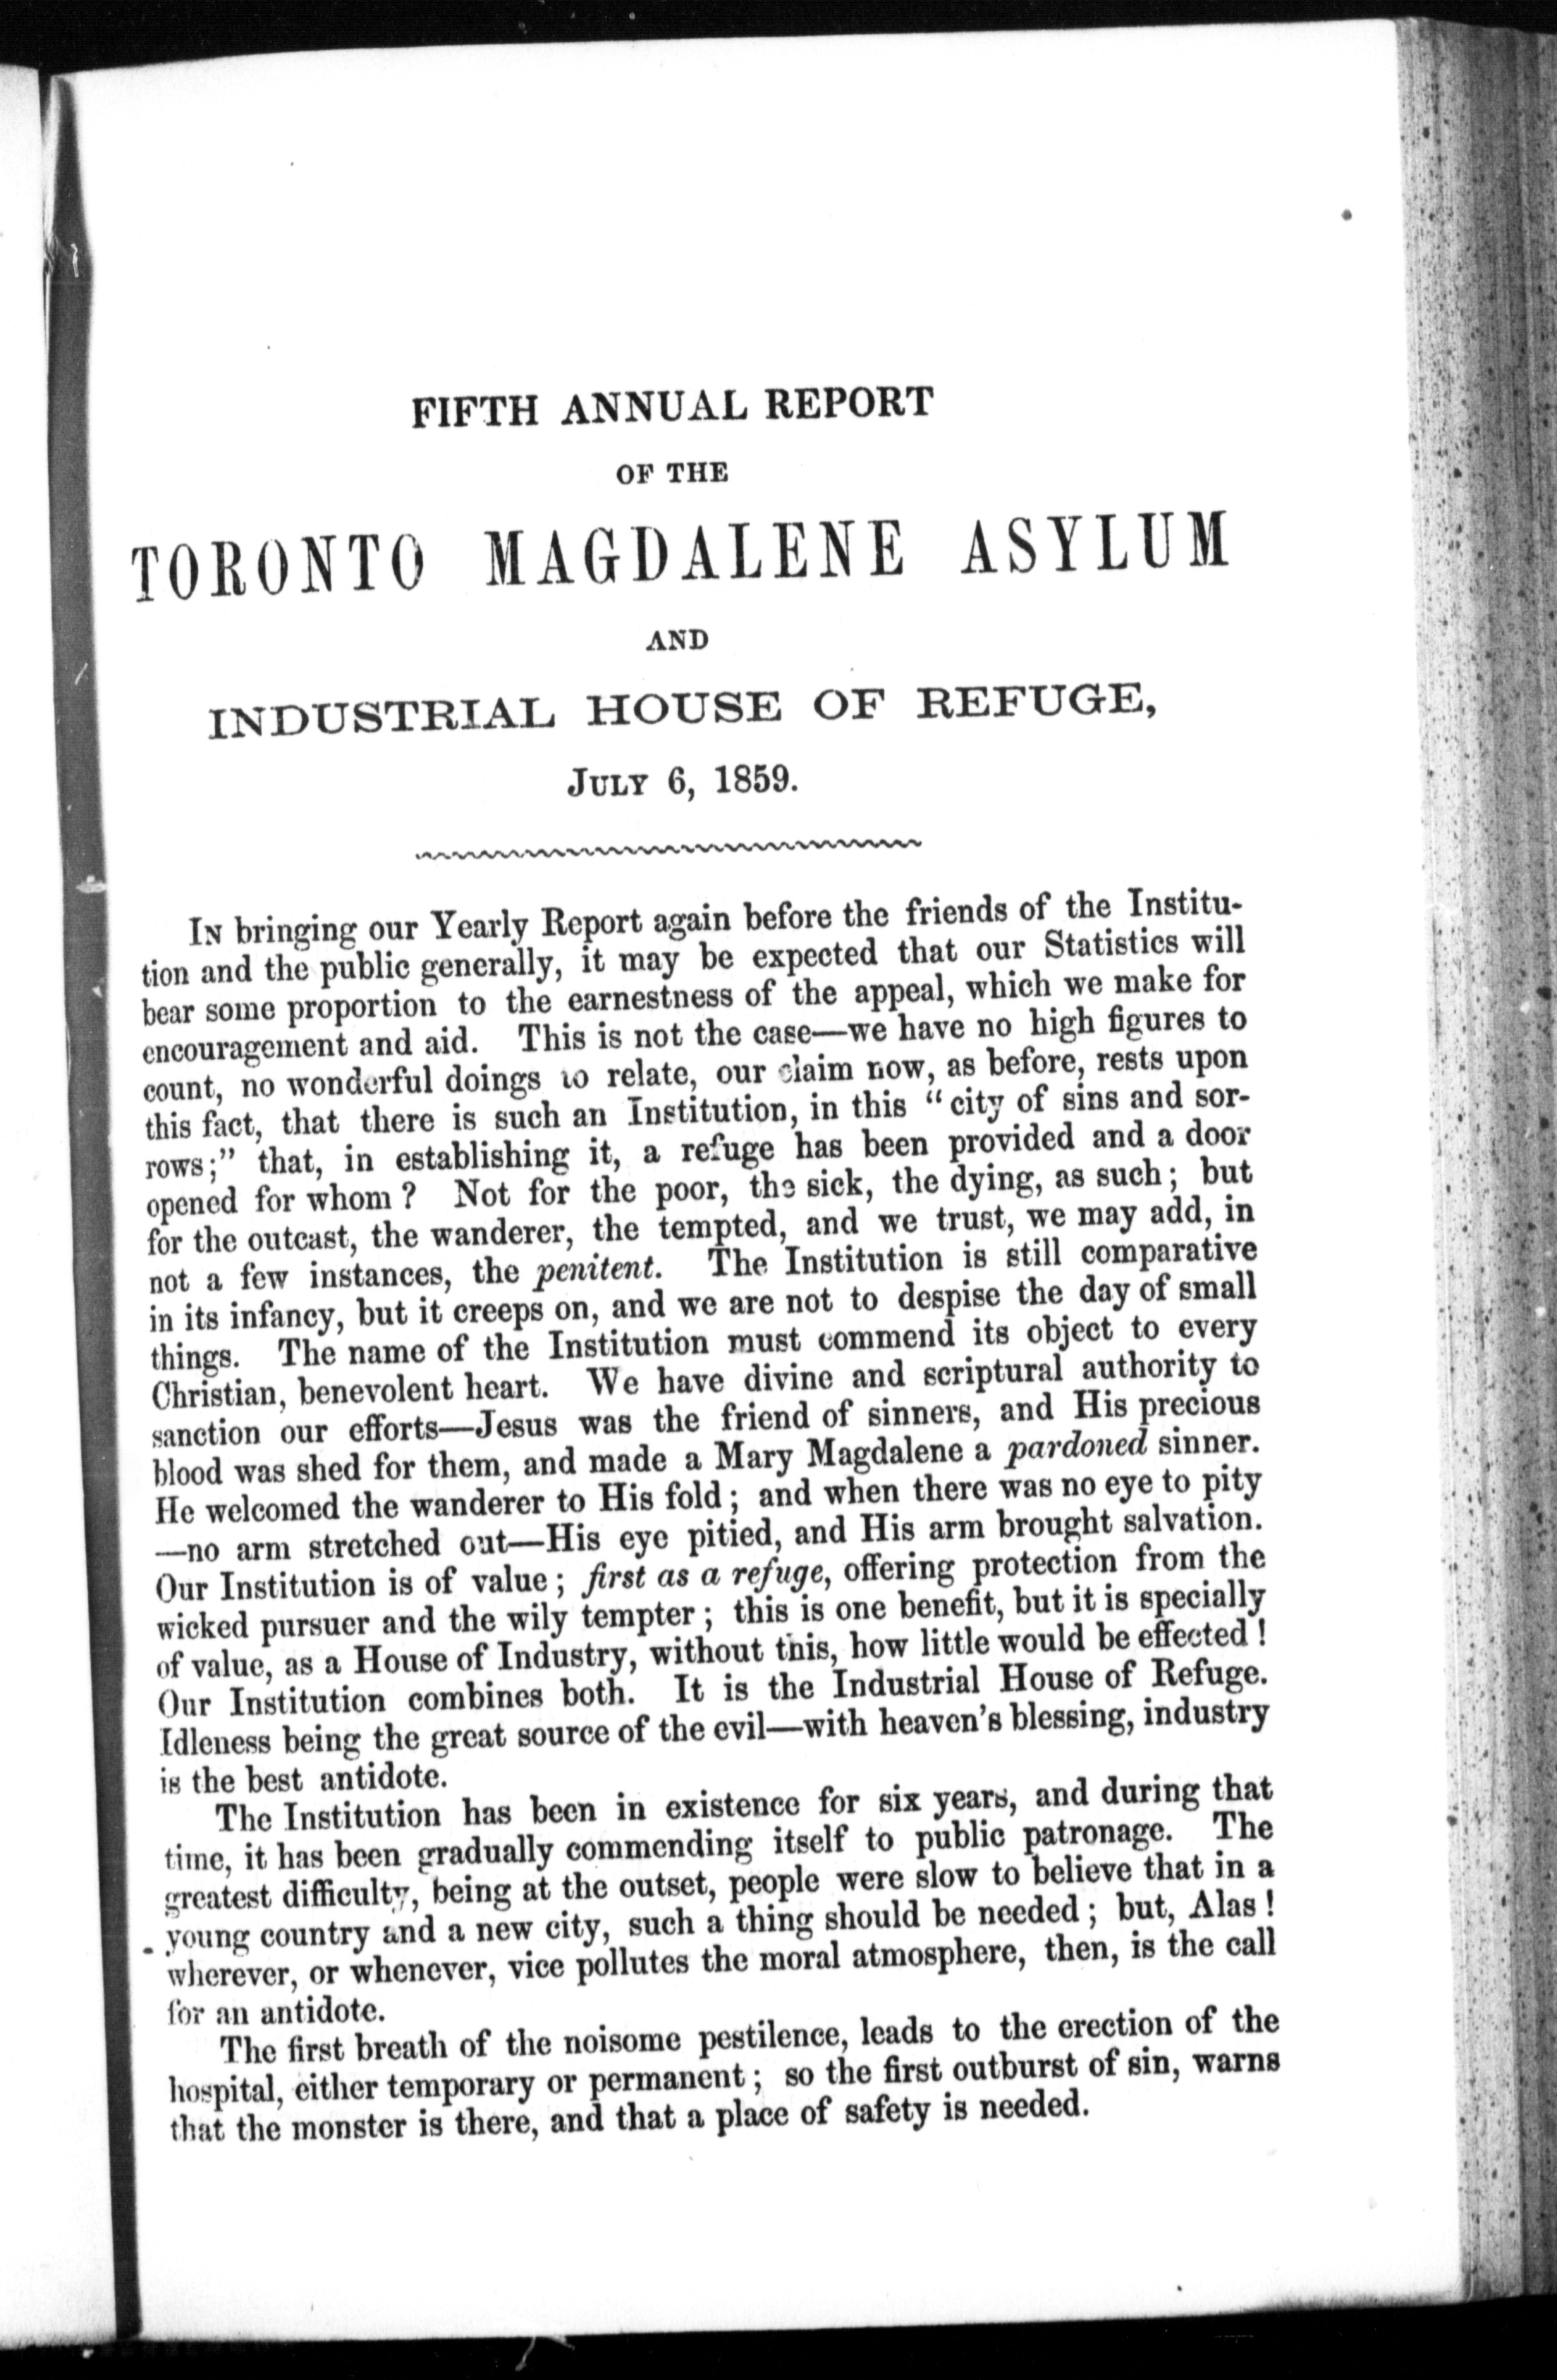 FIFTH ANNUAL REPORT
OF THE
TORONTO MAGDALENE ASYLUM
AND
INDUSTRIAL HOUSE OF REFUGE,
JULY 6, 1859.
IN bringing our Yearly Report again before the friends of the Institu-
tion and the public generally, it may be expected that our Statistics will
bear some proportion to the earnestness of the appeal, which we make for
encouragement and aid. This is not the case—we have no high figures to
count, no wonderful doings to relate, our claim now, as before, rests upon
this fact, that there is such an Institution, in this "city of sins and sor-
rows;" that, in establishing it, a refuge has been provided and a door
opened for whom? Not for the poor, the sick, the dying, as such; but
for the outcast, the wanderer, the tempted, and we trust, we may add, in
not a few instances, the penitent. The Institution is still comparative
in its infancy, but it creeps on, and we are not to despise the day of small
things. The name of the Institution must commend its object to every
Christian, benevolent heart. We have divine and scriptural authority to
sanction our efforts—Jesus was the friend of sinners, and His precious
blood was shed for them, and made a Mary Magdalene a pardoned sinner.
He welcomed the wanderer to His fold; and when there was no eye to pity
—no arm stretched out—His eye pitied, and His arm brought salvation.
Our Institution is of value; first as a refuge, offering protection from the
wicked pursuer and the wily tempter; this is one benefit, but it is specially
of value, as a House of Industry, without this, how little would be effected!
Our Institution combines both. It is the Industrial House of Refuge.
Idleness being the great source of the evil—with heaven's blessing, industry
is the best antidote.
The Institution has been in existence for six years, and during that
time, it has been gradually commending itself to public patronage. The
greatest difficulty, being at the outset, people were slow to believe that in a
young country and a new city, such a thing should be needed; but, Alas!
wherever, or whenever, vice pollutes the moral atmosphere, then, is the call
for an antidote.
The first breath of the noisome pestilence, leads to the erection of the
hospital, either temporary or permanent; so the first outburst of sin, warns
that the monster is there, and that a place of safety is needed.